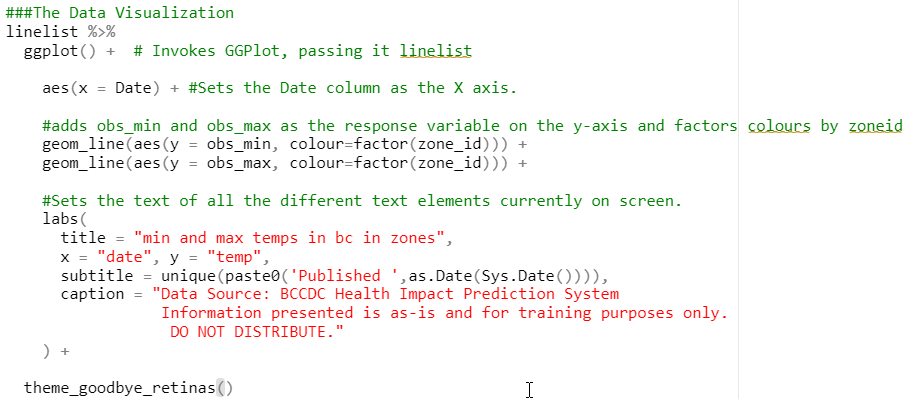 ###The Data Visualization
linelist %>%
  ggplot() +  # Invokes GGPlot, passing it linelist
    aes(x = Date) + #Sets the Date column as the X axis.
    #adds obs_min and obs_max as the response variable on the y-axis and factors colours by zoneid
    geom_line(aes(y = obs_min, colour=factor(zone_id))) +
    geom_line(aes(y = obs_max, colour=factor(zone_id))) +
    #Sets the text of all the different text elements currently on screen.
    labs(
      title = "min and max temps in bc in zones",
      x = "date", y = "temp",
      subtitle = unique(paste0('Published ',as.Date(Sys.Date()))),
      caption = "Data Source: BCCDC Health Impact Prediction System
                 Information presented is as-is and for training purposes only.
                  DO NOT DISTRIBUTE."
    ) +
  theme_goodbye_retinas()